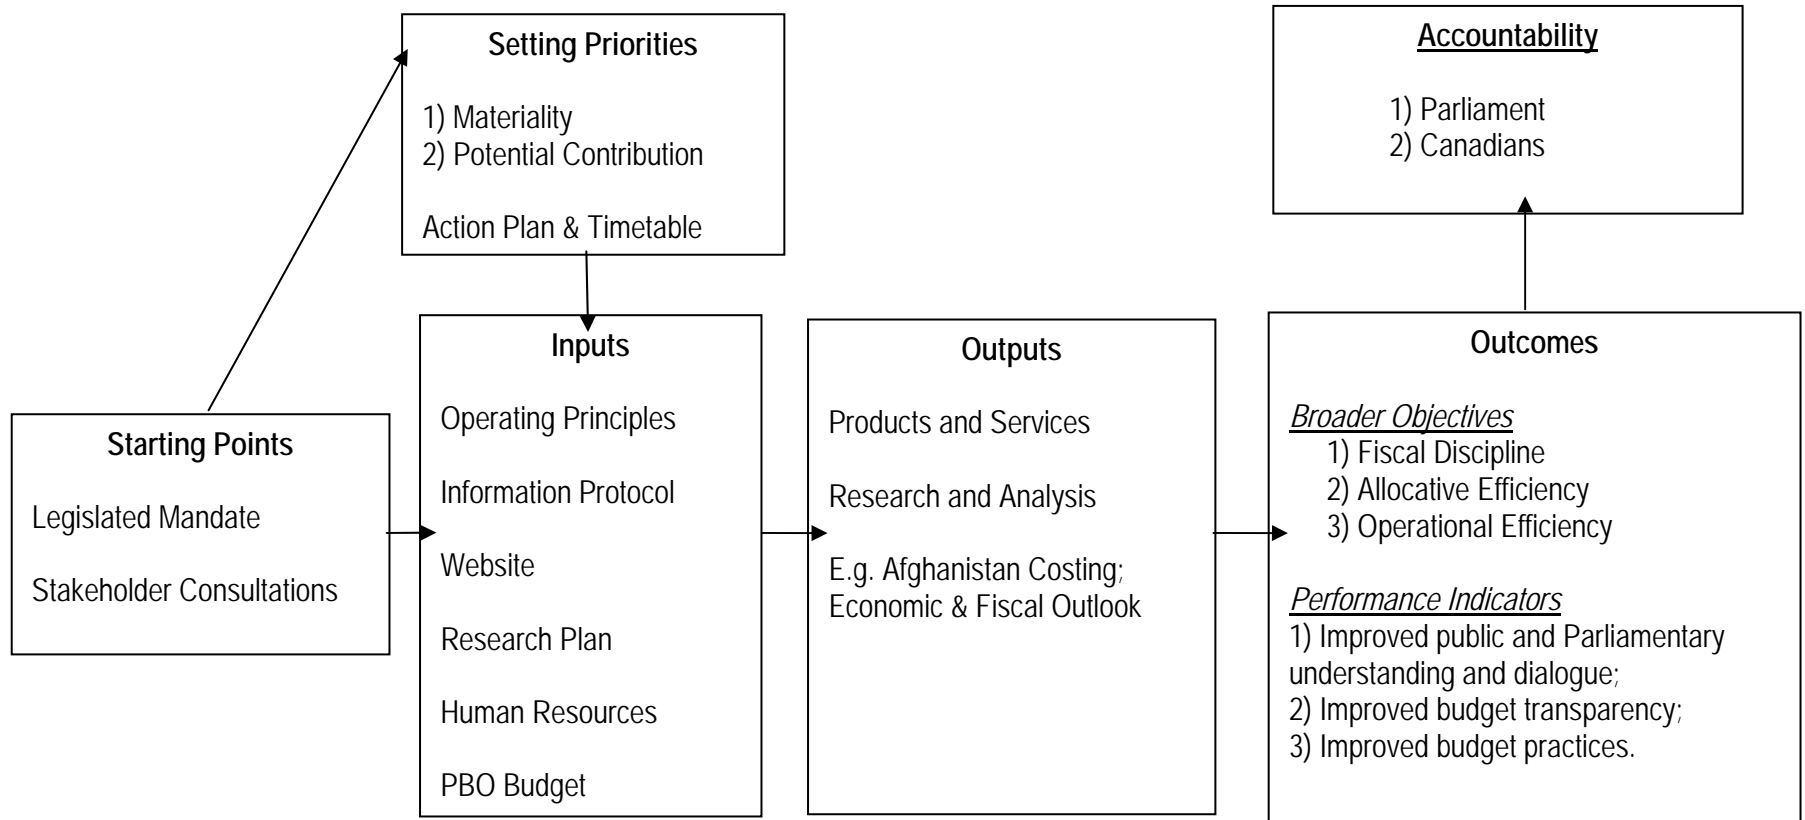 Setting Priorities
1) Materiality
2) Potential Contribution
Action Plan & Timetable
Accountability
1) Parliament
2) Canadians
Starting Points
Legislated Mandate
Stakeholder Consultations
Inputs
Operating Principles
Information Protocol
Website
Research Plan
Human Resources
PBO Budget
Outputs
Products and Services
Research and Analysis
E.g. Afghanistan Costing;
Economic & Fiscal Outlook
Outcomes
Broader Objectives
1) Fiscal Discipline
2) Allocative Efficiency
3) Operational Efficiency
Performance Indicators
1) Improved public and Parliamentary
understanding and dialogue;
2) Improved budget transparency;
3) Improved budget practices.